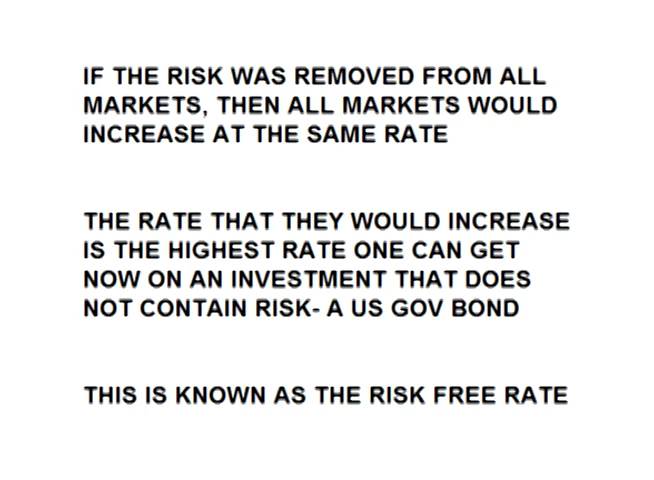 IF THE RISK WAS REMOVED FROM ALL
MARKETS, THEN ALL MARKETS WOULD
INCREASE AT THE SAME RATE
THE RATE THAT THEY WOULD INCREASE
IS THE HIGHEST RATE ONE CAN GET
NOW ON AN INVESTMENT THAT DOES
NOT CONTAIN RISK- A US GOV BOND
THIS IS KNOWN AS THE RISK FREE RATE